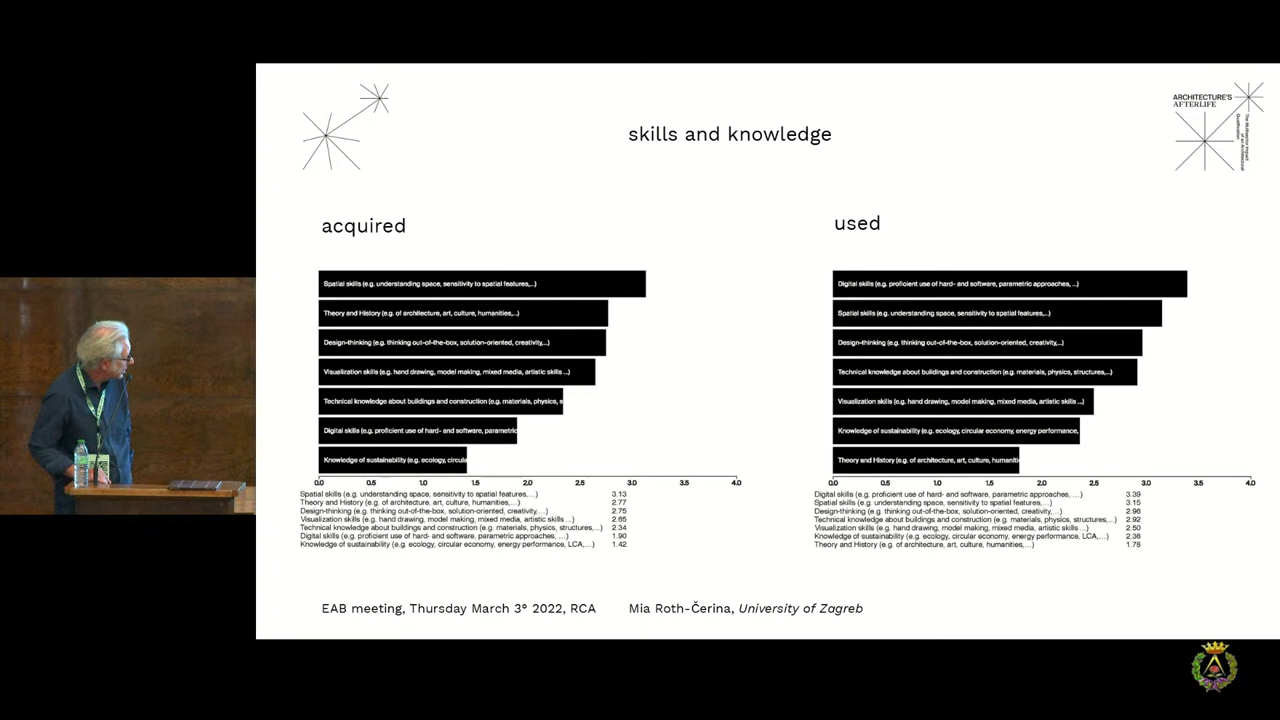 skills and knowledge
ARCHITECTURE'S
AFTERLIFE
The Multisector Impact
of an Architectural
Qualification
acquired
Spatial skills (e.g. understanding space, sensitivity to spatial features,...)
Theory and History (e.g. of architecture, art, culture, humanities,...)
Design-thinking (e.g. thinking out-of-the-box, solution-oriented, creativity,...)
Visualization skills (e.g. hand drawing, model making, mixed media, artistic skills ...)
Technical knowledge about buildings and construction (e.g. materials, physics, s
Digital skills (e.g. proficient use of hard- and software, parametric
Knowledge of sustainability (e.g. ecology, circula
0.0 0.5 1.0 1.5 2.0 2.5 3.0 3.5 4.0
Spatial skills (e.g. understanding space, sensitivity to spatial features,...) 3.13
Theory and History (e.g. of architecture, art, culture, humanities,...) 2.77
Design-thinking (e.g. thinking out-of-the-box, solution-oriented, creativity,...) 2.75
Visualization skills (e.g. hand drawing, model making, mixed media, artistic skills ...) 2.65
Technical knowledge about buildings and construction (e.g. materials, physics, structures,...) 2.34
Digital skills (e.g. proficient use of hard- and software, parametric approaches, ...) 1.90
Knowledge of sustainability (e.g. ecology, circular economy, energy performance, LCA,...) 1.42
used
Digital skills (e.g. proficient use of hard- and software, parametric approaches, ...)
Spatial skills (e.g. understanding space, sensitivity to spatial features,...)
Design-thinking (e.g. thinking out-of-the-box, solution-oriented, creativity,...)
Technical knowledge about buildings and construction (e.g. materials, physics, structures,...)
Visualization skills (e.g. hand drawing, model making, mixed media, artistic skills ...)
Knowledge of sustainability (e.g. ecology, circular economy, energy performance,
Theory and History (e.g. of architecture, art, culture, humaniti
0.0 0.5 1.0 1.5 2.0 2.5 3.0 3.5 4.0
Digital skills (e.g. proficient use of hard- and software, parametric approaches, ...) 3.39
Spatial skills (e.g. understanding space, sensitivity to spatial features,...) 3.15
Design-thinking (e.g. thinking out-of-the-box, solution-oriented, creativity,...) 2.96
Technical knowledge about buildings and construction (e.g. materials, physics, structures,...) 2.92
Visualization skills (e.g. hand drawing, model making, mixed media, artistic skills ...) 2.50
Knowledge of sustainability (e.g. ecology, circular economy, energy performance, LCA,...) 2.36
Theory and History (e.g. of architecture, art, culture, humanities,...) 1.78
EAB meeting, Thursday March 3° 2022, RCA Mia Roth-Čerina, University of Zagreb